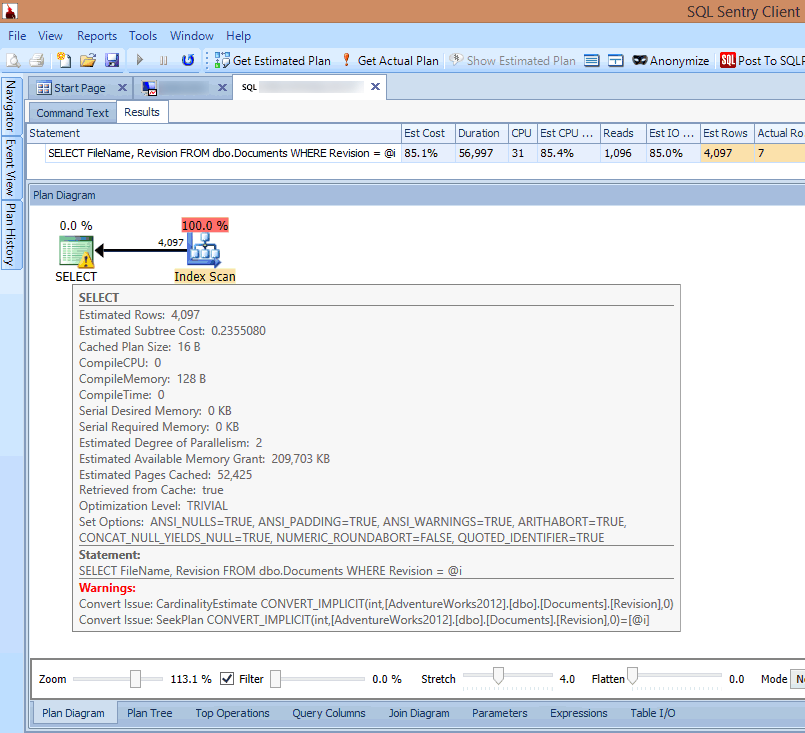 SQL Sentry Client
File View Reports Tools Window Help
Get Estimated Plan Get Actual Plan Show Estimated Plan Anonymize SQL Post To SQLP
Start Page SQL
Command Text Results
Navigator
Event View
Plan History
Statement Est Cost Duration CPU Est CPU ... Reads Est IO ... Est Rows Actual Ro
SELECT FileName, Revision FROM dbo.Documents WHERE Revision = @i 85.1% 56,997 31 85.4% 1,096 85.0% 4,097 7
Plan Diagram
0.0 % 100.0 %
4,097
SELECT Index Scan
SELECT
Estimated Rows: 4,097
Estimated Subtree Cost: 0.2355080
Cached Plan Size: 16 B
CompileCPU: 0
CompileMemory: 128 B
CompileTime: 0
Serial Desired Memory: 0 KB
Serial Required Memory: 0 KB
Estimated Degree of Parallelism: 2
Estimated Available Memory Grant: 209,703 KB
Estimated Pages Cached: 52,425
Retrieved from Cache: true
Optimization Level: TRIVIAL
Set Options: ANSI_NULLS=TRUE, ANSI_PADDING=TRUE, ANSI_WARNINGS=TRUE, ARITHABORT=TRUE,
CONCAT_NULL_YIELDS_NULL=TRUE, NUMERIC_ROUNDABORT=FALSE, QUOTED_IDENTIFIER=TRUE
Statement:
SELECT FileName, Revision FROM dbo.Documents WHERE Revision = @i
Warnings:
Convert Issue: CardinalityEstimate CONVERT_IMPLICIT(int,[AdventureWorks2012].[dbo].[Documents].[Revision],0)
Convert Issue: SeekPlan CONVERT_IMPLICIT(int,[AdventureWorks2012].[dbo].[Documents].[Revision],0)=[@i]
Zoom 113.1 % Filter 0.0 % Stretch 4.0 Flatten 0.0 Mode
Plan Diagram Plan Tree Top Operations Query Columns Join Diagram Parameters Expressions Table I/O